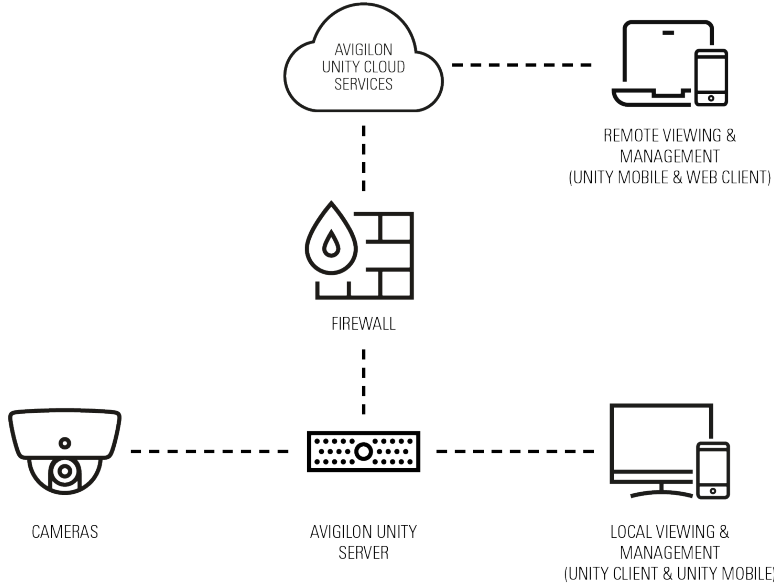 AVIGILON
UNITY CLOUD
SERVICES
REMOTE VIEWING &
MANAGEMENT
(UNITY MOBILE & WEB CLIENT)
FIREWALL
CAMERAS
AVIGILON UNITY
SERVER
LOCAL VIEWING &
MANAGEMENT
(UNITY CLIENT & UNITY MOBILE)